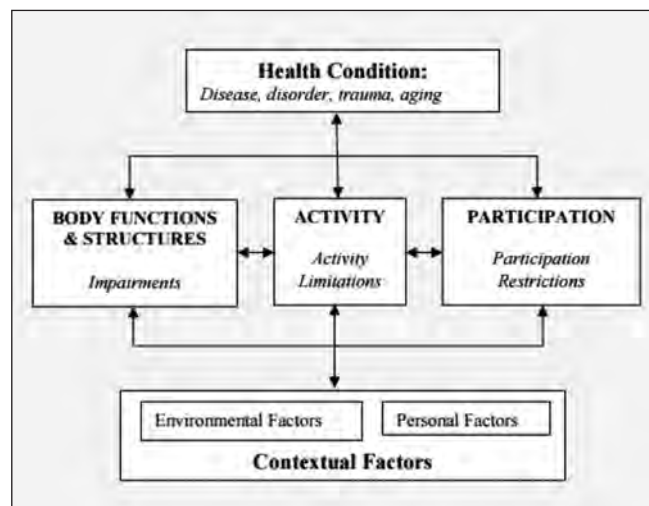 Health Condition:
Disease, disorder, trauma, aging
BODY FUNCTIONS
& STRUCTURES
Impairments
ACTIVITY
Activity
Limitations
PARTICIPATION
Participation
Restrictions
Environmental Factors
Personal Factors
Contextual Factors